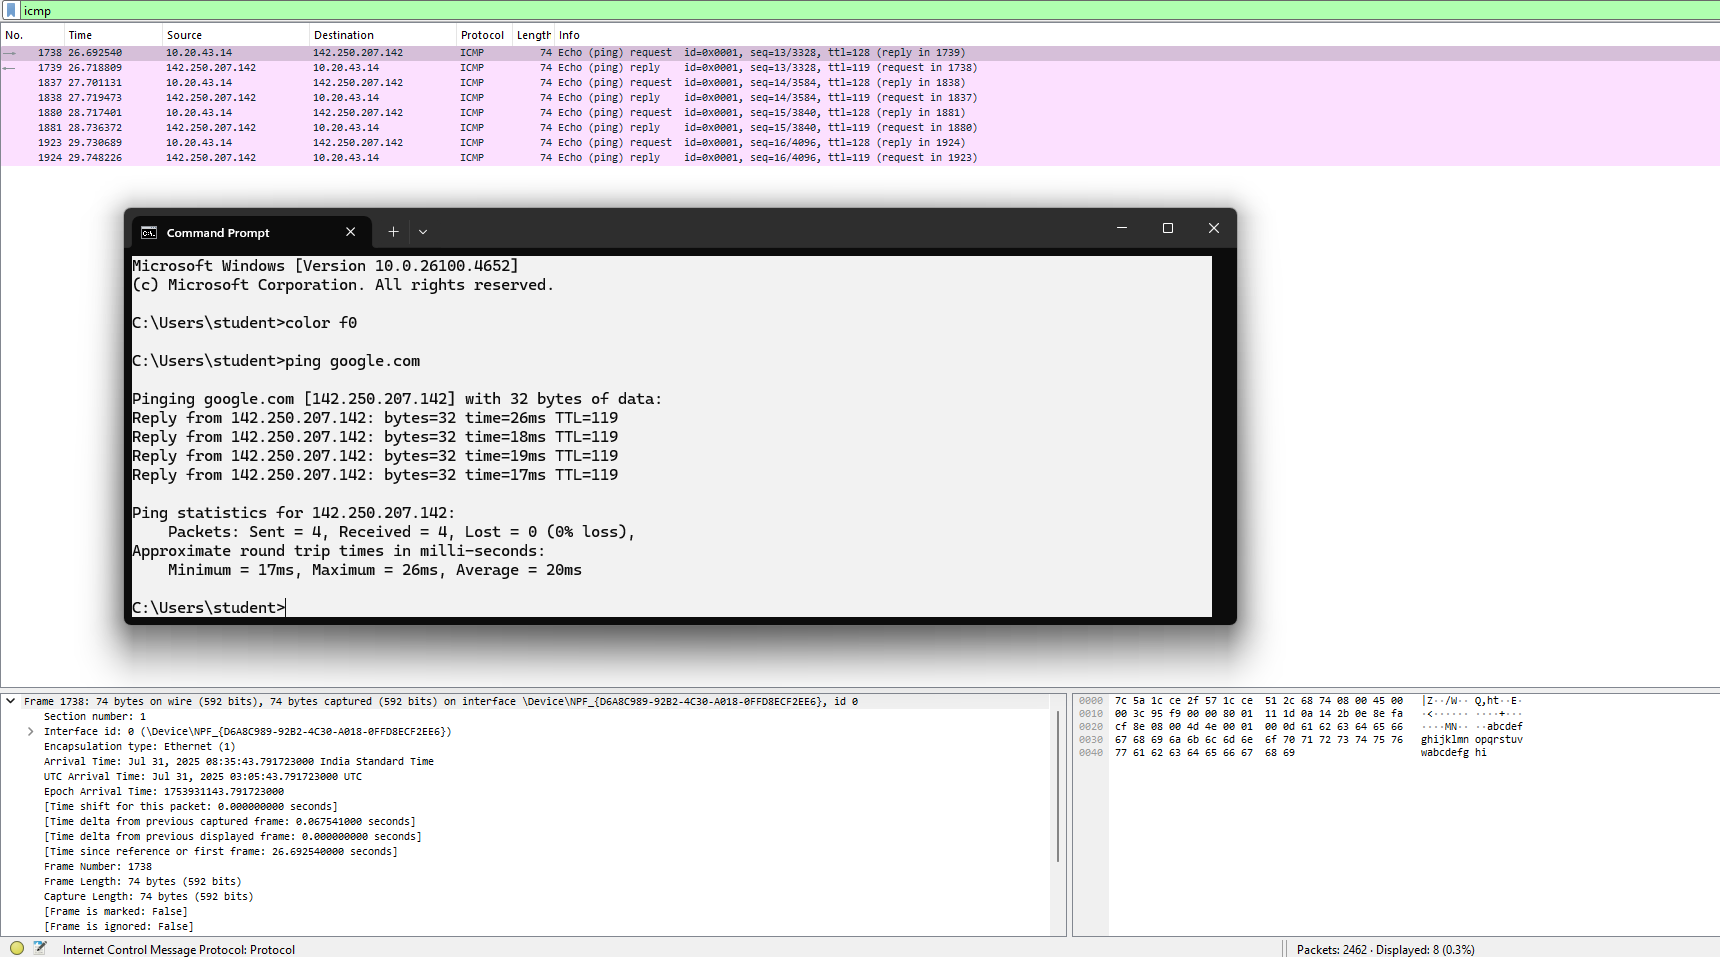 icmp
No. Time Source Destination Protocol Length Info
1738 26.692540 10.20.43.14 142.250.207.142 ICMP 74 Echo (ping) request id=0x0001, seq=13/3328, ttl=128 (reply in 1739)
1739 26.718809 142.250.207.142 10.20.43.14 ICMP 74 Echo (ping) reply id=0x0001, seq=13/3328, ttl=119 (request in 1738)
1837 27.701131 10.20.43.14 142.250.207.142 ICMP 74 Echo (ping) request id=0x0001, seq=14/3584, ttl=128 (reply in 1838)
1838 27.719473 142.250.207.142 10.20.43.14 ICMP 74 Echo (ping) reply id=0x0001, seq=14/3584, ttl=119 (request in 1837)
1880 28.717401 10.20.43.14 142.250.207.142 ICMP 74 Echo (ping) request id=0x0001, seq=15/3840, ttl=128 (reply in 1881)
1881 28.736372 142.250.207.142 10.20.43.14 ICMP 74 Echo (ping) reply id=0x0001, seq=15/3840, ttl=119 (request in 1880)
1923 29.730689 10.20.43.14 142.250.207.142 ICMP 74 Echo (ping) request id=0x0001, seq=16/4096, ttl=128 (reply in 1924)
1924 29.748226 142.250.207.142 10.20.43.14 ICMP 74 Echo (ping) reply id=0x0001, seq=16/4096, ttl=119 (request in 1923)
Command Prompt
Microsoft Windows [Version 10.0.26100.4652]
(c) Microsoft Corporation. All rights reserved.
C:\Users\student>color f0
C:\Users\student>ping google.com
Pinging google.com [142.250.207.142] with 32 bytes of data:
Reply from 142.250.207.142: bytes=32 time=26ms TTL=119
Reply from 142.250.207.142: bytes=32 time=18ms TTL=119
Reply from 142.250.207.142: bytes=32 time=19ms TTL=119
Reply from 142.250.207.142: bytes=32 time=17ms TTL=119
Ping statistics for 142.250.207.142:
Packets: Sent = 4, Received = 4, Lost = 0 (0% loss),
Approximate round trip times in milli-seconds:
Minimum = 17ms, Maximum = 26ms, Average = 20ms
C:\Users\student>
Frame 1738: 74 bytes on wire (592 bits), 74 bytes captured (592 bits) on interface \Device\NPF_{D6A8C989-92B2-4C30-A018-0FFD8ECF2EE6}, id 0
Section number: 1
Interface id: 0 (\Device\NPF_{D6A8C989-92B2-4C30-A018-0FFD8ECF2EE6})
Encapsulation type: Ethernet (1)
Arrival Time: Jul 31, 2025 08:35:43.791723000 India Standard Time
UTC Arrival Time: Jul 31, 2025 03:05:43.791723000 UTC
Epoch Arrival Time: 1753931143.791723000
[Time shift for this packet: 0.000000000 seconds]
[Time delta from previous captured frame: 0.067541000 seconds]
[Time delta from previous displayed frame: 0.000000000 seconds]
[Time since reference or first frame: 26.692540000 seconds]
Frame Number: 1738
Frame Length: 74 bytes (592 bits)
Capture Length: 74 bytes (592 bits)
[Frame is marked: False]
[Frame is ignored: False]
0000 7c 5a 1c ce 2f 57 1c ce 51 2c 68 74 08 00 45 00 |Z··/W·· Q,ht··E·
0010 00 3c 95 f9 00 00 80 01 11 1d 0a 14 2b 0e 8e fa ·<······ ····+···
0020 cf 8e 08 00 4d 4e 00 01 00 0d 61 62 63 64 65 66 ····MN·· ··abcdef
0030 67 68 69 6a 6b 6c 6d 6e 6f 70 71 72 73 74 75 76 ghijklmn opqrstuv
0040 77 61 62 63 64 65 66 67 68 69 wabcdefg hi
Internet Control Message Protocol: Protocol
Packets: 2462 · Displayed: 8 (0.3%)